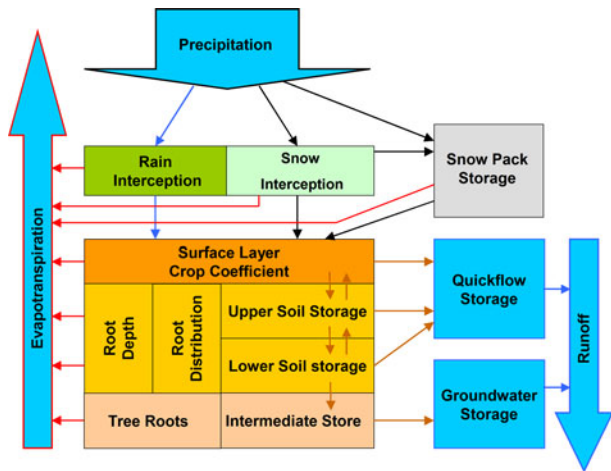 Precipitation
Rain
Interception
Snow
Interception
Snow Pack
Storage
Evapotranspiration
Surface Layer
Crop Coefficient
Root
Depth
Root
Distribution
Upper Soil Storage
Lower Soil storage
Quickflow
Storage
Runoff
Tree Roots
Intermediate Store
Groundwater
Storage